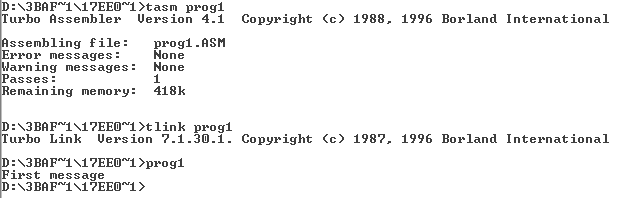 D:\3BAF~1\17EE0~1>tasm prog1
Turbo Assembler  Version 4.1  Copyright (c) 1988, 1996 Borland International
Assembling file:   prog1.ASM
Error messages:    None
Warning messages:  None
Passes:            1
Remaining memory:  418k
D:\3BAF~1\17EE0~1>tlink prog1
Turbo Link  Version 7.1.30.1. Copyright (c) 1987, 1996 Borland International
D:\3BAF~1\17EE0~1>prog1
First message
D:\3BAF~1\17EE0~1>